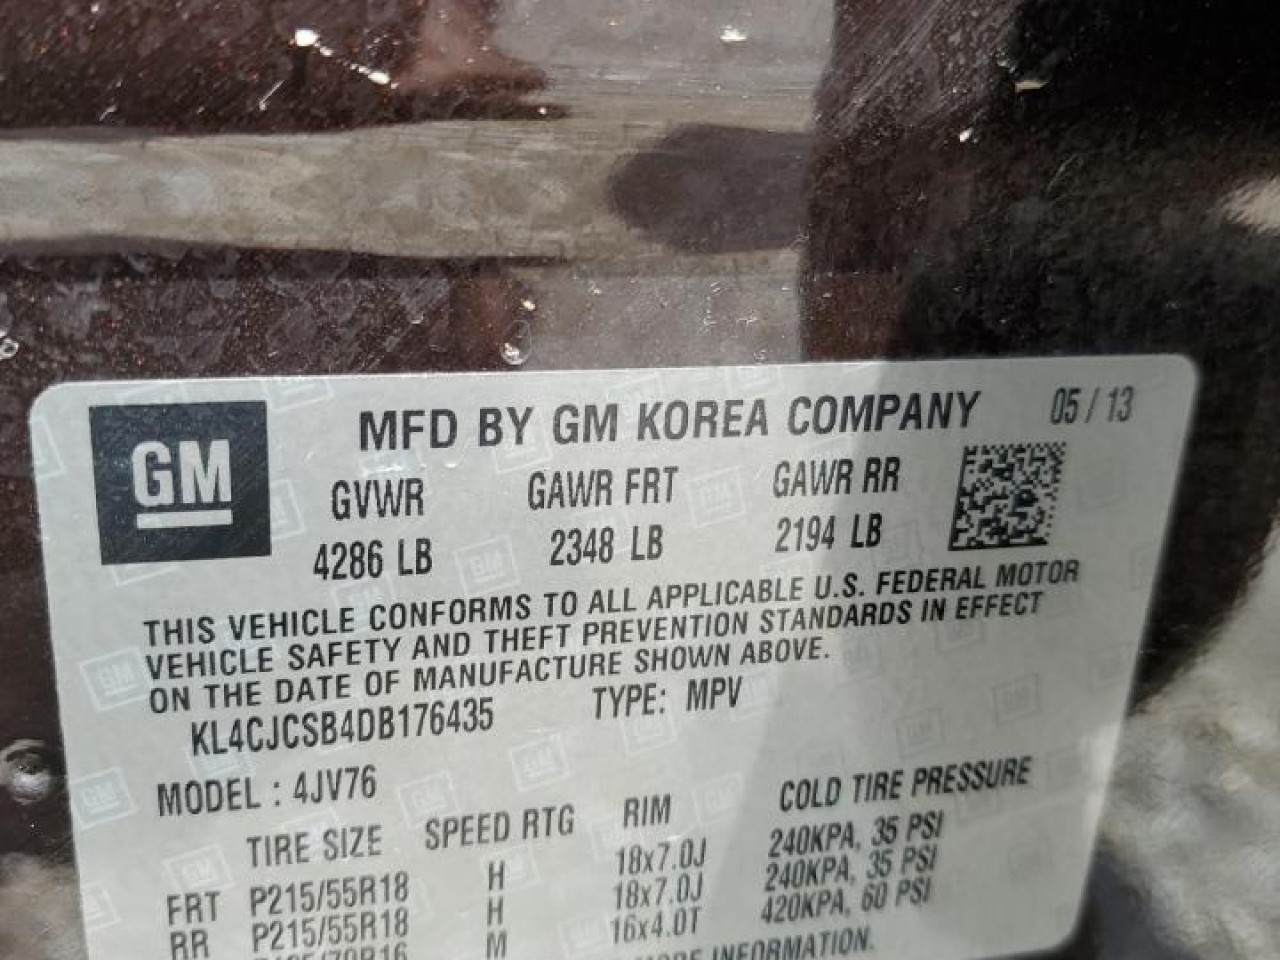 GM
MFD BY GM KOREA COMPANY 05 / 13
GVWR GAWR FRT GAWR RR
4286 LB 2348 LB 2194 LB
THIS VEHICLE CONFORMS TO ALL APPLICABLE U.S. FEDERAL MOTOR
VEHICLE SAFETY AND THEFT PREVENTION STANDARDS IN EFFECT
ON THE DATE OF MANUFACTURE SHOWN ABOVE.
KL4CJCSB4DB176435 TYPE: MPV
MODEL : 4JV76
TIRE SIZE SPEED RTG RIM COLD TIRE PRESSURE
FRT P215/55R18 H 18x7.0J 240KPA, 35 PSI
RR P215/55R18 H 18x7.0J 240KPA, 35 PSI
M 16x4.0T 420KPA, 60 PSI
MORE INFORMATION.